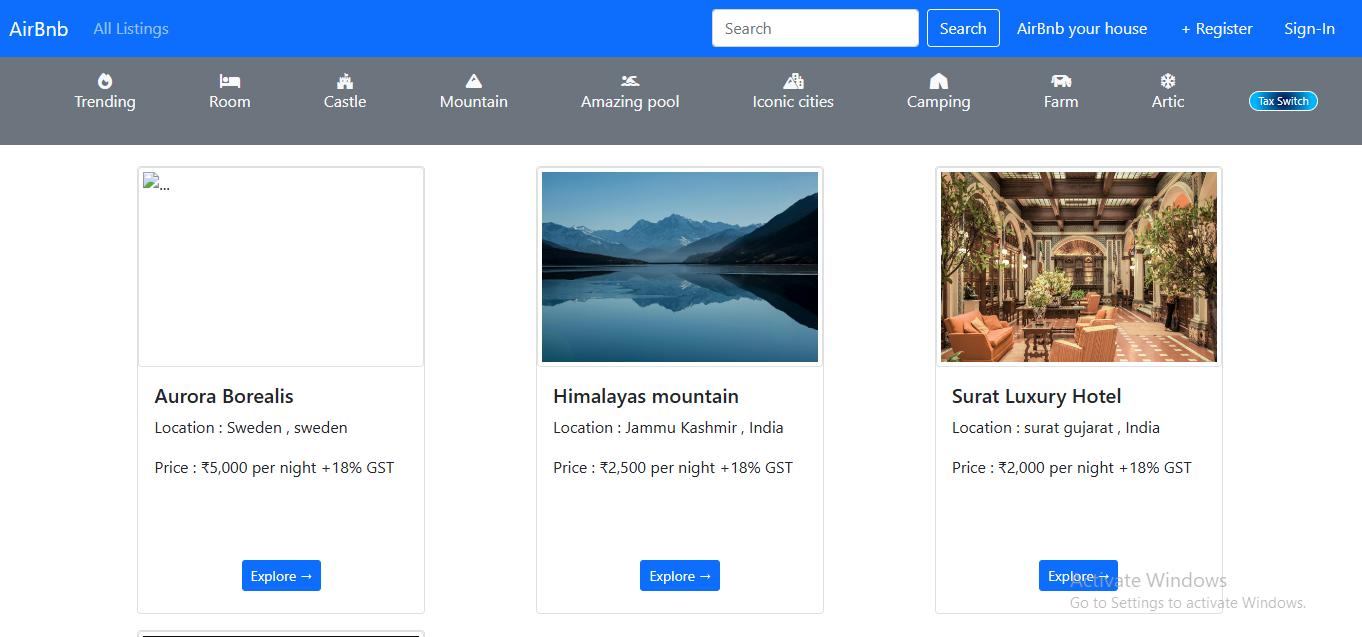 AirBnb All Listings Search Search AirBnb your house + Register Sign-In
Trending Room Castle Mountain Amazing pool Iconic cities Camping Farm Artic Tax Switch
...
Aurora Borealis
Location : Sweden , sweden
Price : ₹5,000 per night +18% GST
Explore →
Himalayas mountain
Location : Jammu Kashmir , India
Price : ₹2,500 per night +18% GST
Explore →
Surat Luxury Hotel
Location : surat gujarat , India
Price : ₹2,000 per night +18% GST
Explore →
Activate Windows
Go to Settings to activate Windows.